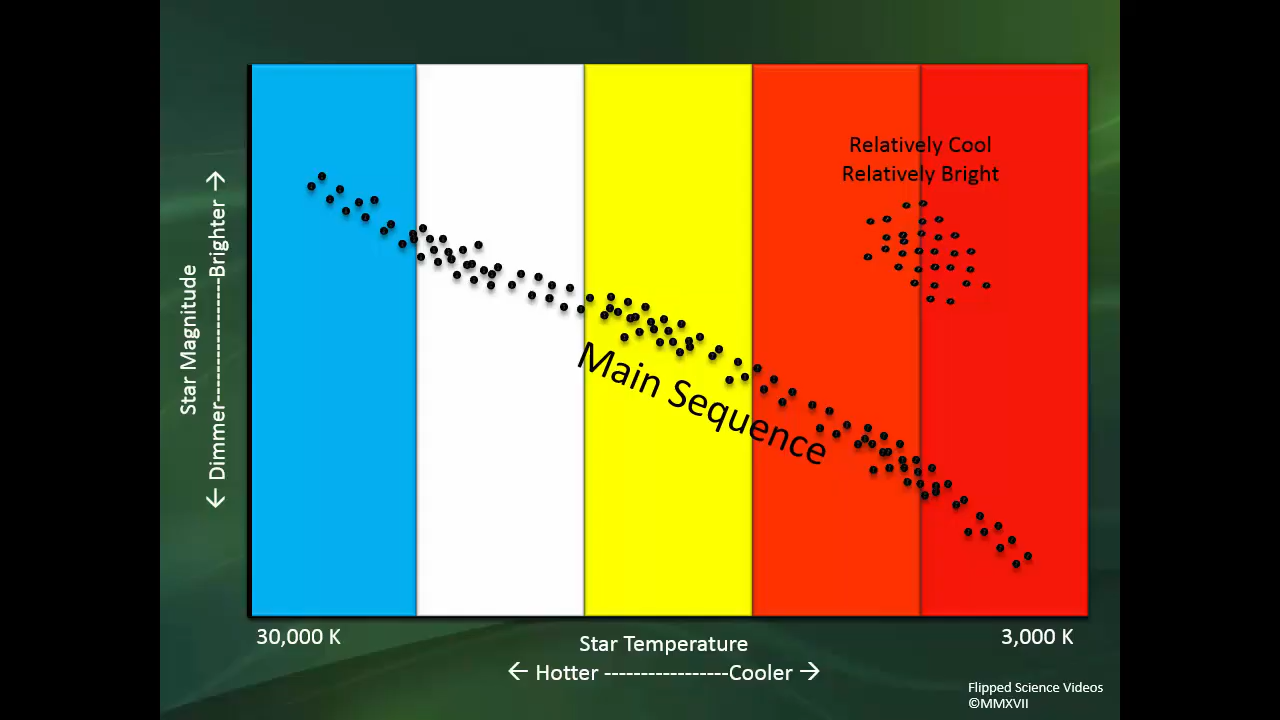 Relatively Cool
Relatively Bright
Main Sequence
Star Magnitude
← Dimmer---------------Brighter →
30,000 K
Star Temperature
3,000 K
← Hotter -----------------Cooler →
Flipped Science Videos
©MMXVII